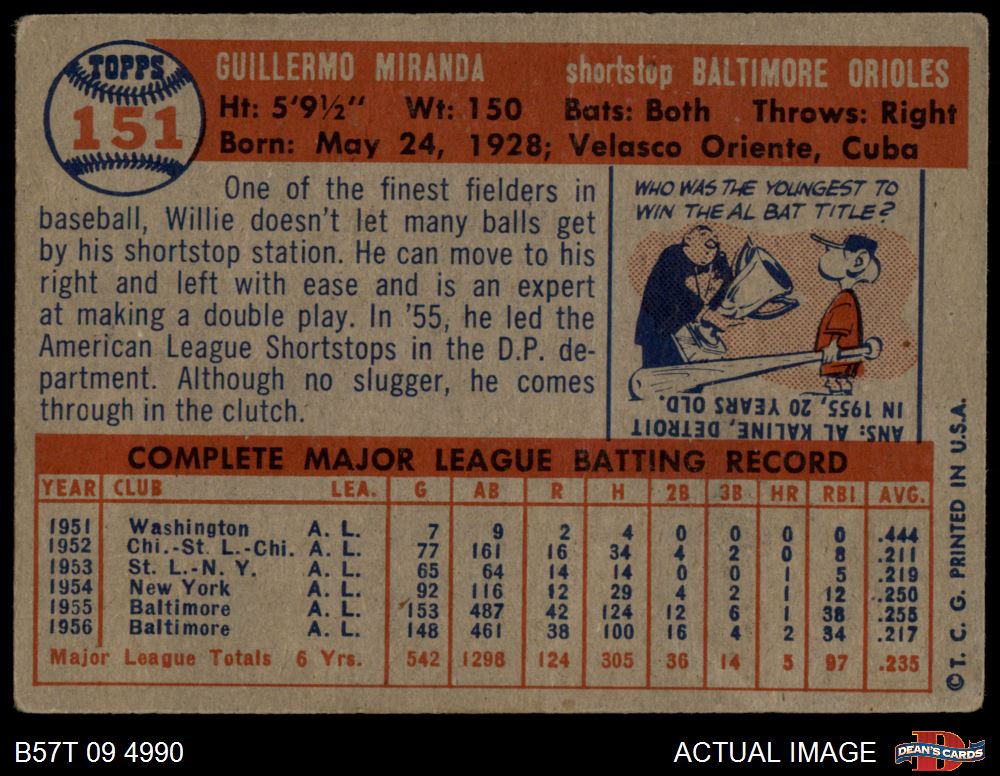 TOPPS
151
GUILLERMO MIRANDA shortstop BALTIMORE ORIOLES
Ht: 5'9½" Wt: 150 Bats: Both Throws: Right
Born: May 24, 1928; Velasco Oriente, Cuba
One of the finest fielders in
baseball, Willie doesn't let many balls get
by his shortstop station. He can move to his
right and left with ease and is an expert
at making a double play. In '55, he led the
American League Shortstops in the D.P. de-
partment. Although no slugger, he comes
through in the clutch.
WHO WAS THE YOUNGEST TO
WIN THE AL BAT TITLE?
ANS: AL KALINE, DETROIT
IN 1955, 20 YEARS OLD.
COMPLETE MAJOR LEAGUE BATTING RECORD
YEAR CLUB LEA. G AB R H 2B 3B HR RBI AVG.
1951 Washington A. L. 7 9 2 4 0 0 0 0 .444
1952 Chi.-St. L.-Chi. A. L. 77 161 16 34 4 2 0 8 .211
1953 St. L.-N. Y. A. L. 65 64 14 14 0 0 1 5 .219
1954 New York A. L. 92 116 12 29 4 2 1 12 .250
1955 Baltimore A. L. 153 487 42 124 12 6 1 38 .255
1956 Baltimore A. L. 148 461 38 100 16 4 2 34 .217
Major League Totals 6 Yrs. 542 1298 124 305 36 14 5 97 .235
©T. C. G. PRINTED IN U.S.A.
B57T 09 4990
ACTUAL IMAGE
D
DEAN'S CARDS